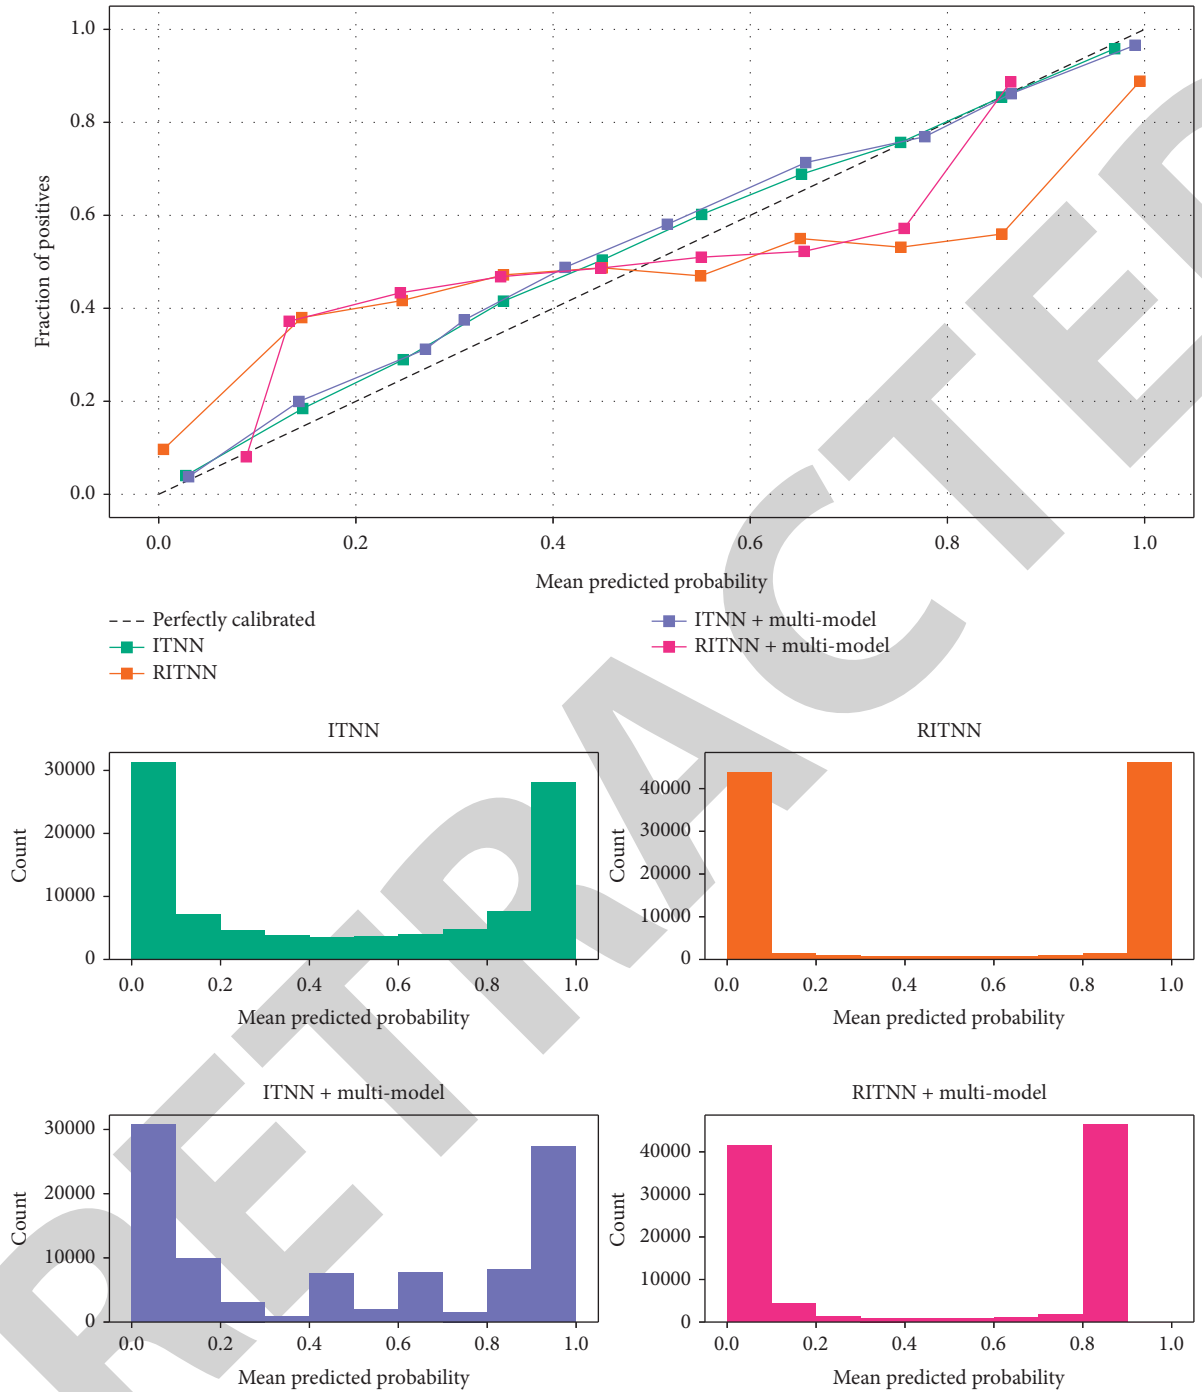 1.0
0.8
0.6
0.4
0.2
0.0
Fraction of positives
0.0 0.2 0.4 0.6 0.8 1.0
Mean predicted probability
Perfectly calibrated
ITNN
RITNN
ITNN + multi-model
RITNN + multi-model
ITNN
30000
20000
10000
0
Count
0.0 0.2 0.4 0.6 0.8 1.0
Mean predicted probability
RITNN
40000
30000
20000
10000
0
Count
0.0 0.2 0.4 0.6 0.8 1.0
Mean predicted probability
ITNN + multi-model
30000
20000
10000
0
Count
0.0 0.2 0.4 0.6 0.8 1.0
Mean predicted probability
RITNN + multi-model
40000
30000
20000
10000
0
Count
0.0 0.2 0.4 0.6 0.8 1.0
Mean predicted probability
RETRACTED